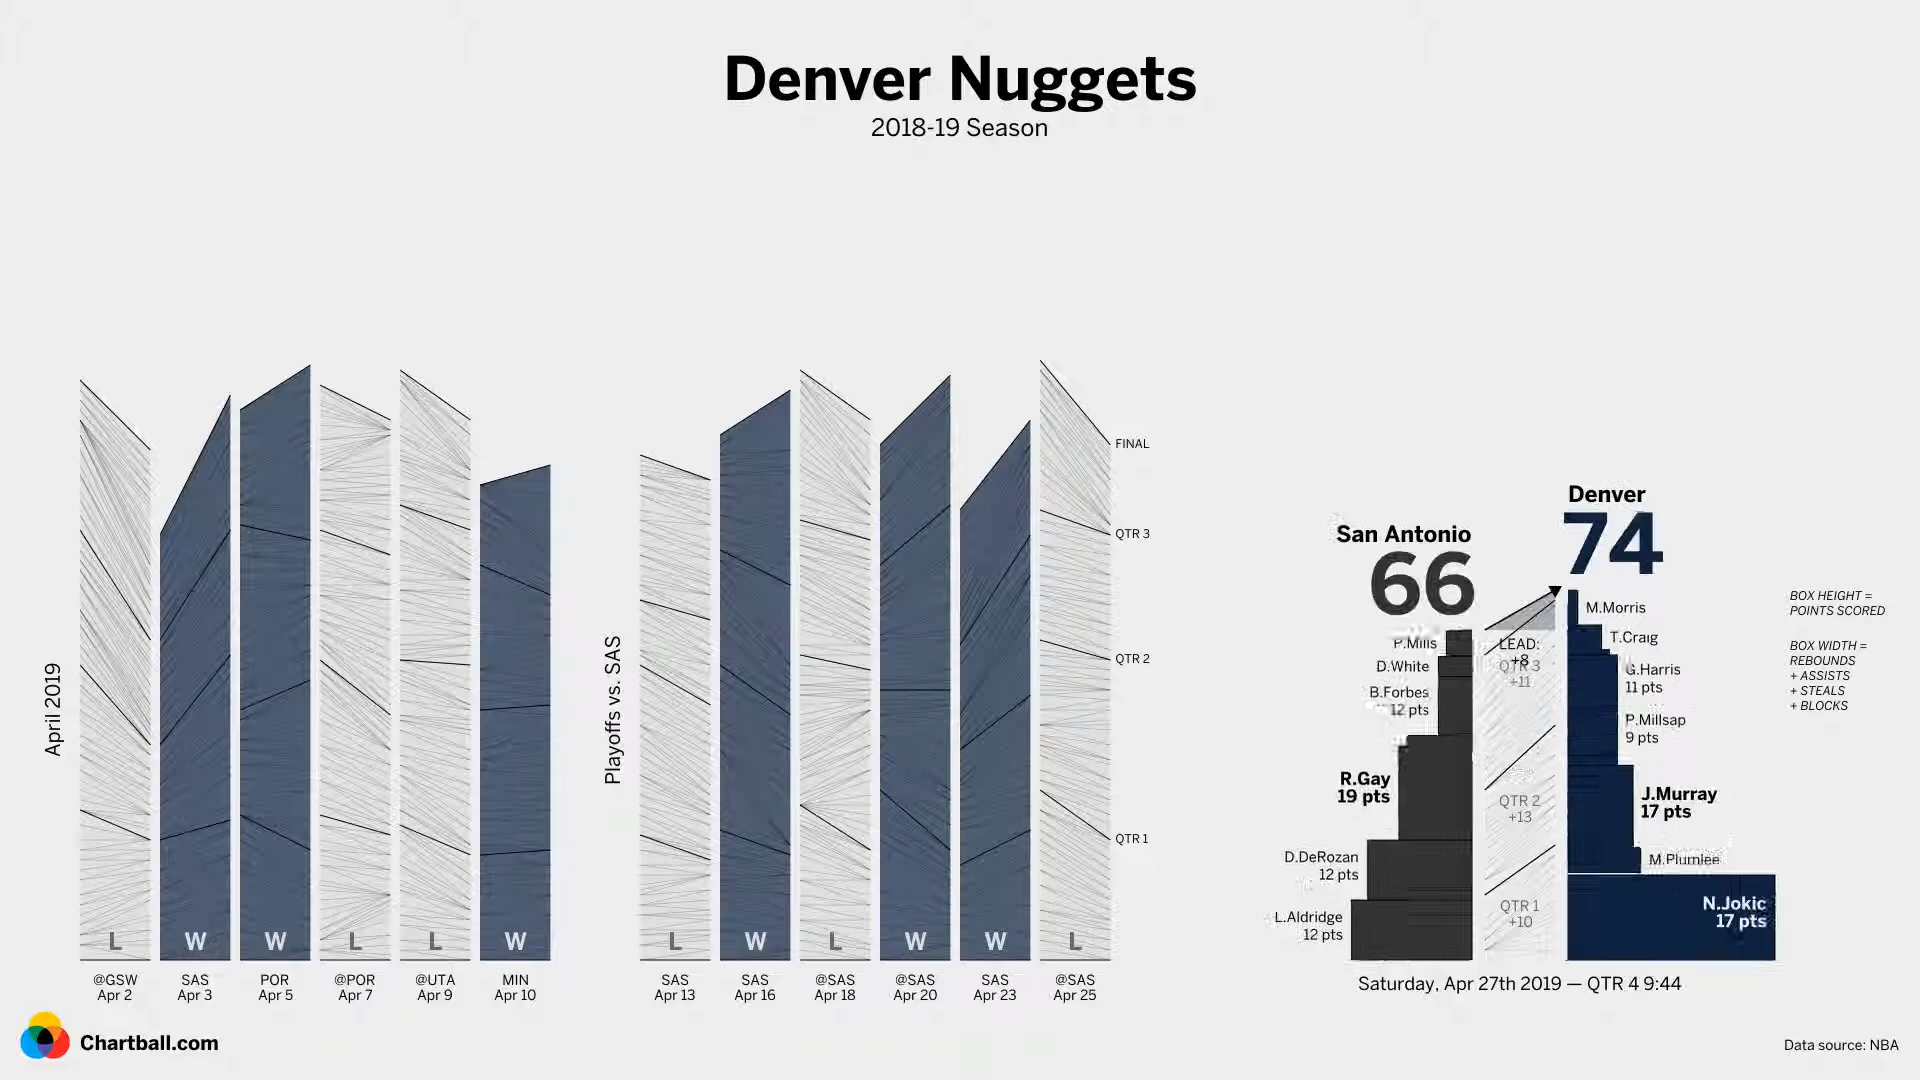 Denver Nuggets
2018-19 Season
April 2019
L
W
W
L
L
W
@GSW
Apr 2
SAS
Apr 3
POR
Apr 5
@POR
Apr 7
@UTA
Apr 9
MIN
Apr 10
Playoffs vs. SAS
L
W
L
W
W
L
SAS
Apr 13
SAS
Apr 16
@SAS
Apr 18
@SAS
Apr 20
SAS
Apr 23
@SAS
Apr 25
FINAL
QTR 3
QTR 2
QTR 1
San Antonio
66
P.Mills
D.White
B.Forbes
12 pts
R.Gay
19 pts
D.DeRozan
12 pts
L.Aldridge
12 pts
LEAD:
+8
QTR 3
+11
QTR 2
+13
QTR 1
+10
Denver
74
M.Morris
T.Craig
G.Harris
11 pts
P.Millsap
9 pts
J.Murray
17 pts
M.Plumlee
N.Jokic
17 pts
BOX HEIGHT =
POINTS SCORED
BOX WIDTH =
REBOUNDS
+ ASSISTS
+ STEALS
+ BLOCKS
Saturday, Apr 27th 2019 — QTR 4 9:44
Chartball.com
Data source: NBA